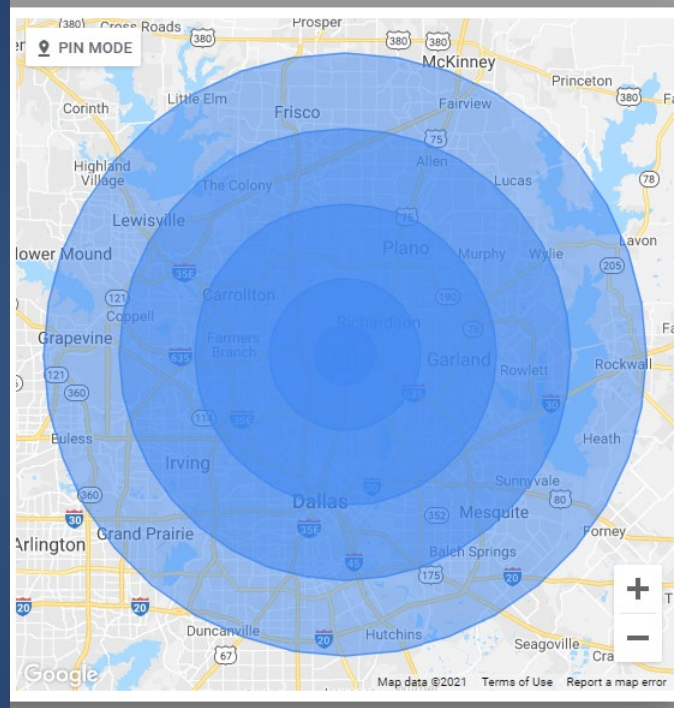 380
Cross Roads
Prosper
380
380
380
PIN MODE
McKinney
Princeton
380
Little Elm
Corinth
Frisco
Fairview
75
Allen
Highland
Village
78
The Colony
Lucas
Lewisville
75
Plano
Lavon
lower Mound
Murphy
Wylie
205
35E
Carrollton
190
121
Coppell
Richardson
78
Grapevine
Farmers
Branch
635
Garland
Rowlett
Rockwall
121
360
30
114
35E
Euless
Heath
Irving
Sunnyvale
360
Dallas
80
30
352
Mesquite
Forney
Arlington
Grand Prairie
35E
Balch Springs
45
175
20
20
20
Duncanville
20
Hutchins
67
Seagoville
Cra
Google
Map data ©2021
Terms of Use
Report a map error